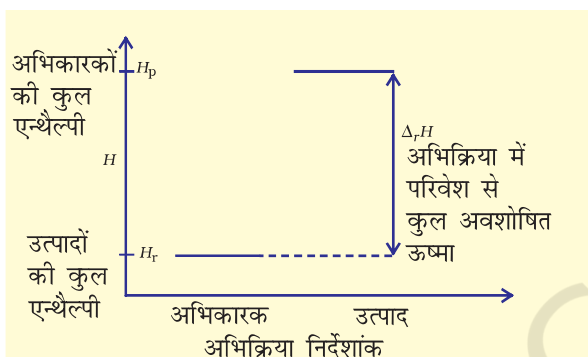 अभिकारकों
की कुल
एन्थैल्पी
Hp
H
ΔrH
अभिक्रिया में
परिवेश से
कुल अवशोषित
ऊष्मा
उत्पादों
की कुल
एन्थैल्पी
Hr
अभिकारक
उत्पाद
अभिक्रिया निर्देशांक